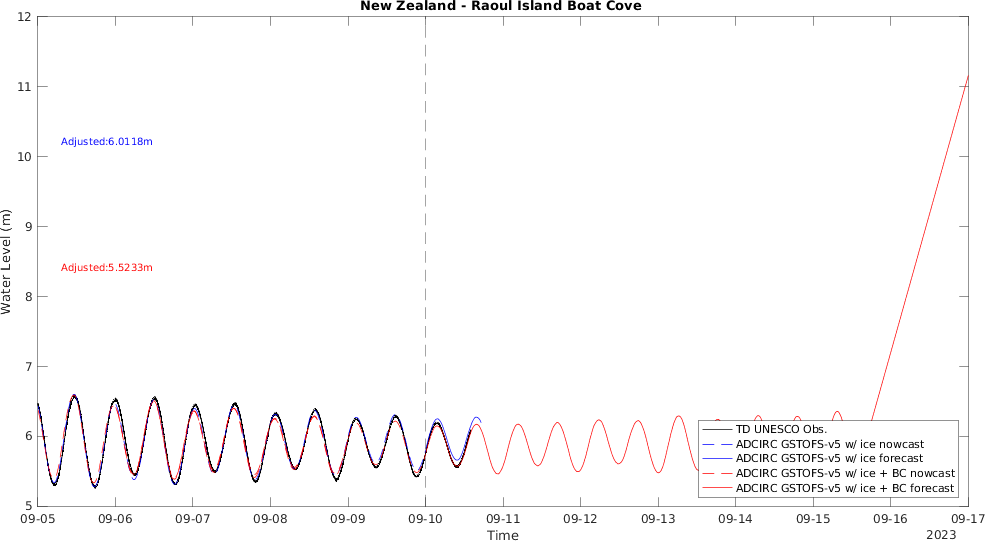 New Zealand - Raoul Island Boat Cove
12
11
10
9
8
7
6
5
Water Level (m)
Adjusted:6.0118m
Adjusted:5.5233m
TD UNESCO Obs.
ADCIRC GSTOFS-v5 w/ ice nowcast
ADCIRC GSTOFS-v5 w/ ice forecast
ADCIRC GSTOFS-v5 w/ ice + BC nowcast
ADCIRC GSTOFS-v5 w/ ice + BC forecast
09-05 09-06 09-07 09-08 09-09 09-10 09-11 09-12 09-13 09-14 09-15 09-16 09-17
Time
2023